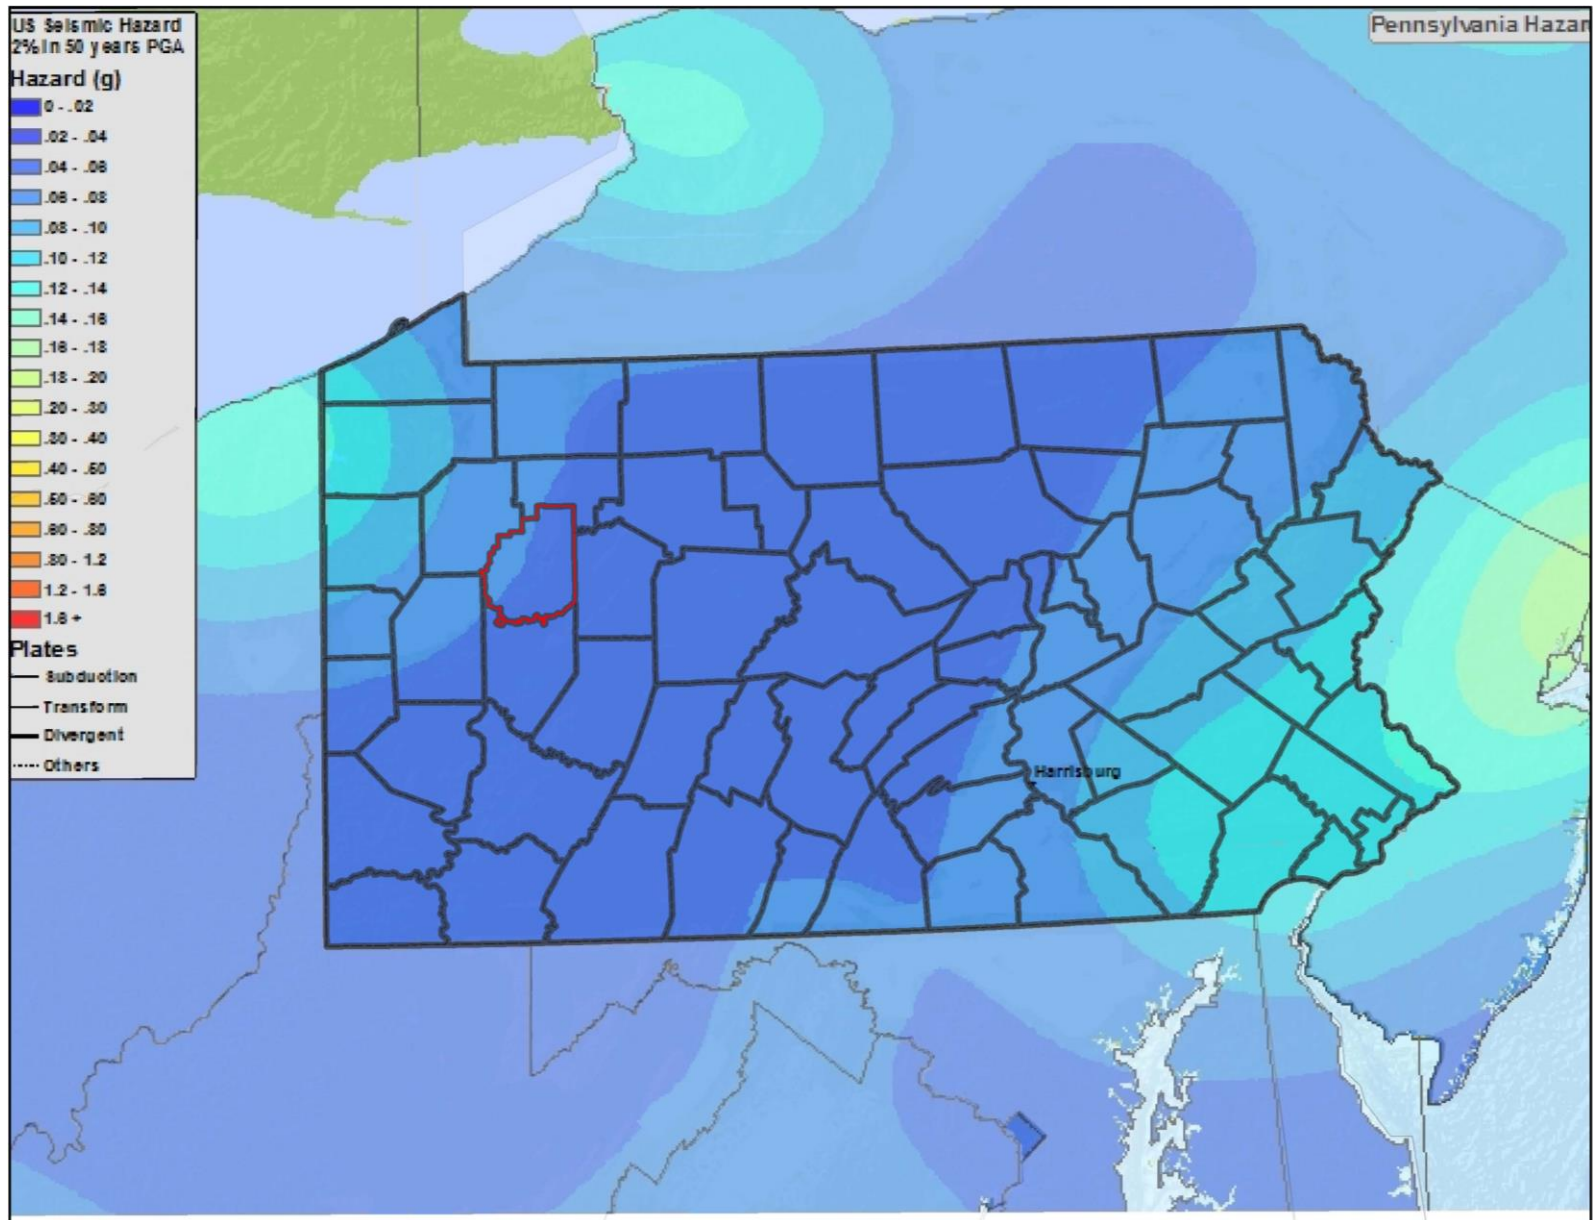 US Seismic Hazard
2% in 50 years PGA
Hazard (g)
0 - .02
.02 - .04
.04 - .06
.06 - .08
.08 - .10
.10 - .12
.12 - .14
.14 - .16
.16 - .18
.18 - .20
.20 - .30
.30 - .40
.40 - .60
.60 - .60
.60 - .80
.80 - 1.2
1.2 - 1.6
1.6 +
Plates
Subduction
Transform
Divergent
Others
Pennsylvania Hazar
Harrisburg